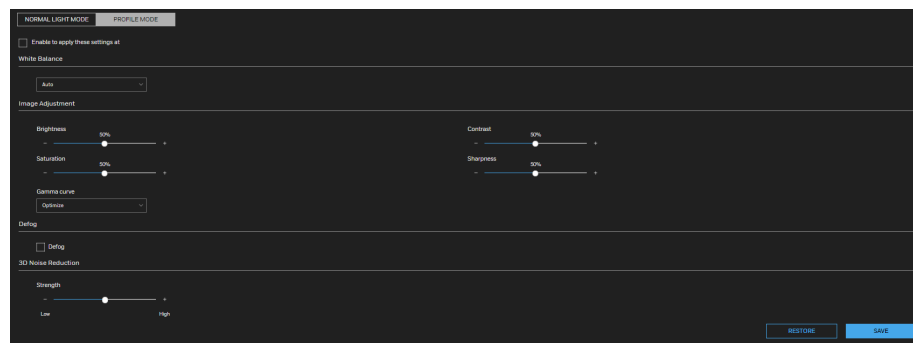 NORMAL LIGHT MODE PROFILE MODE
Enable to apply these settings at
White Balance
Auto
Image Adjustment
Brightness
50%
- +
Contrast
50%
- +
Saturation
50%
- +
Sharpness
50%
- +
Gamma curve
Optimize
Defog
Defog
3D Noise Reduction
Strength
- +
Low High
RESTORE SAVE